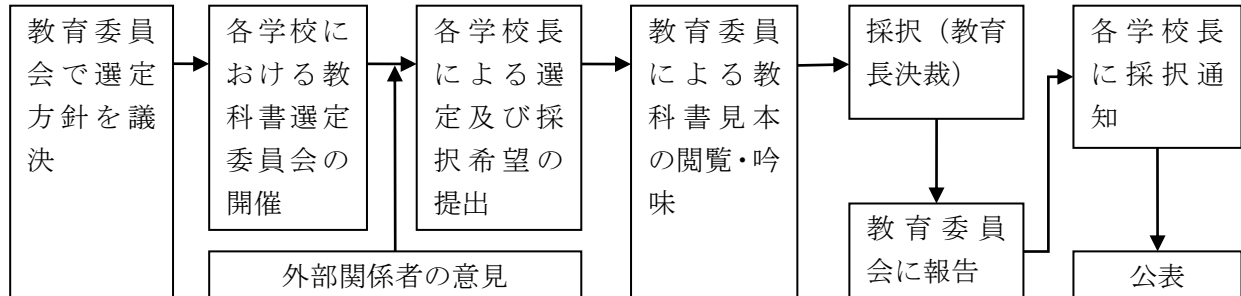 教育委員
会で選定
方針を議
決
各学校に
おける教
科書選定
委員会の
開催
各学校長
による選
定及び採
択希望の
提出
外部関係者の意見
教育委員
による教
科書見本
の閲覧・吟
味
採択（教育
長決裁）
教育委員
会に報告
各学校長
に採択通
知
公表